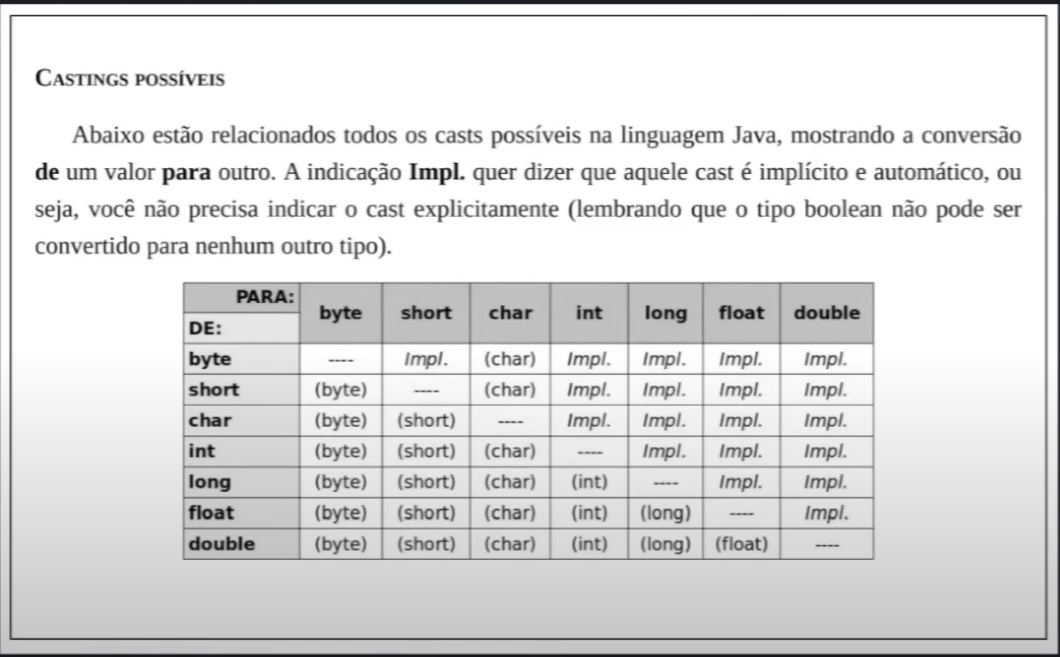 CASTINGS POSSÍVEIS
Abaixo estão relacionados todos os casts possíveis na linguagem Java, mostrando a conversão
de um valor para outro. A indicação Impl. quer dizer que aquele cast é implícito e automático, ou
seja, você não precisa indicar o cast explicitamente (lembrando que o tipo boolean não pode ser
convertido para nenhum outro tipo).
PARA: byte short char int long float double
DE:
byte ---- Impl. (char) Impl. Impl. Impl. Impl.
short (byte) ---- (char) Impl. Impl. Impl. Impl.
char (byte) (short) ---- Impl. Impl. Impl. Impl.
int (byte) (short) (char) ---- Impl. Impl. Impl.
long (byte) (short) (char) (int) ---- Impl. Impl.
float (byte) (short) (char) (int) (long) ---- Impl.
double (byte) (short) (char) (int) (long) (float) ----